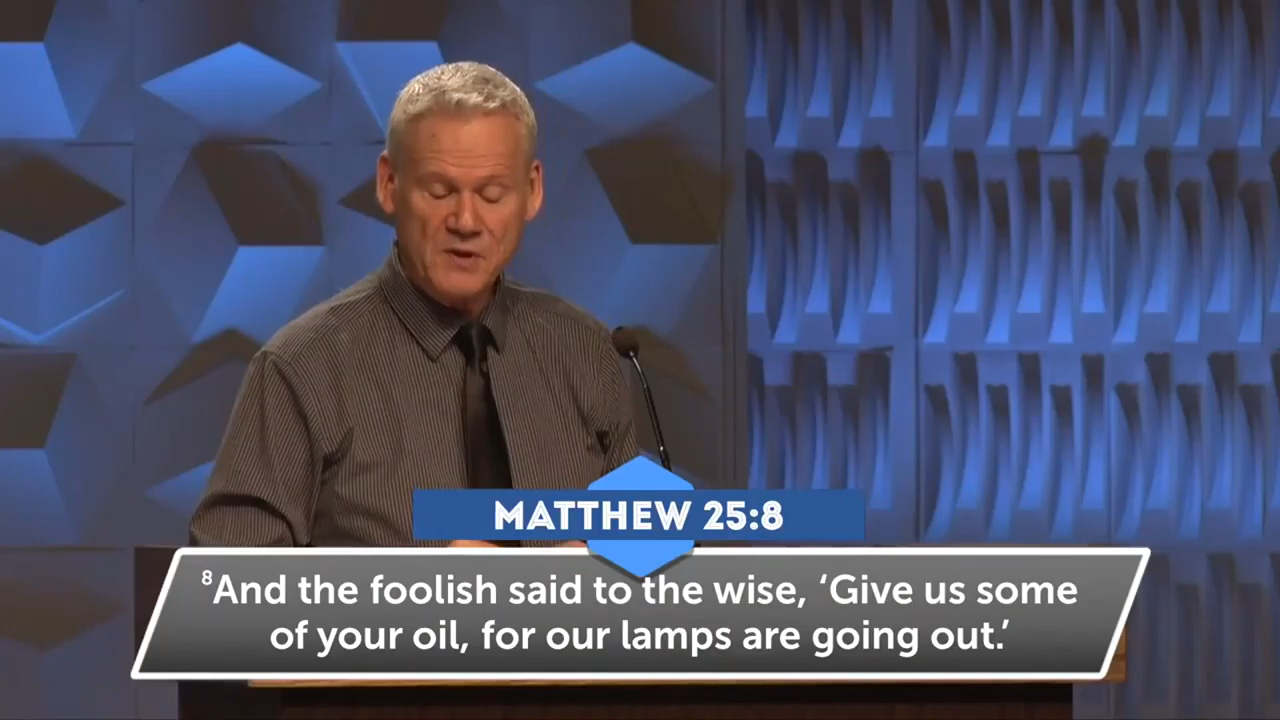 MATTHEW 25:8
⁸And the foolish said to the wise, ‘Give us some
of your oil, for our lamps are going out.’